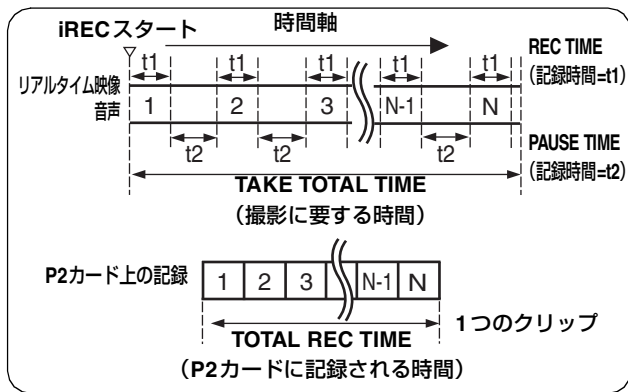 iRECスタート
時間軸
REC TIME
(記録時間=t1)
t1 t1 t1 t1 t1
リアルタイム映像
音声
1 2 3 N-1 N
t2 t2 t2
PAUSE TIME
(記録時間=t2)
TAKE TOTAL TIME
(撮影に要する時間)
P2カード上の記録
1 2 3 N-1 N
1つのクリップ
TOTAL REC TIME
(P2カードに記録される時間)